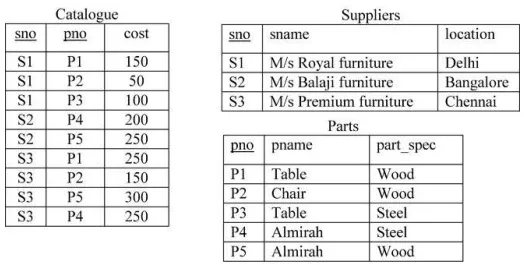 Catalogue
sno pno cost
S1 P1 150
S1 P2 50
S1 P3 100
S2 P4 200
S2 P5 250
S3 P1 250
S3 P2 150
S3 P5 300
S3 P4 250
Suppliers
sno sname location
S1 M/s Royal furniture Delhi
S2 M/s Balaji furniture Bangalore
S3 M/s Premium furniture Chennai
Parts
pno pname part_spec
P1 Table Wood
P2 Chair Wood
P3 Table Steel
P4 Almirah Steel
P5 Almirah Wood